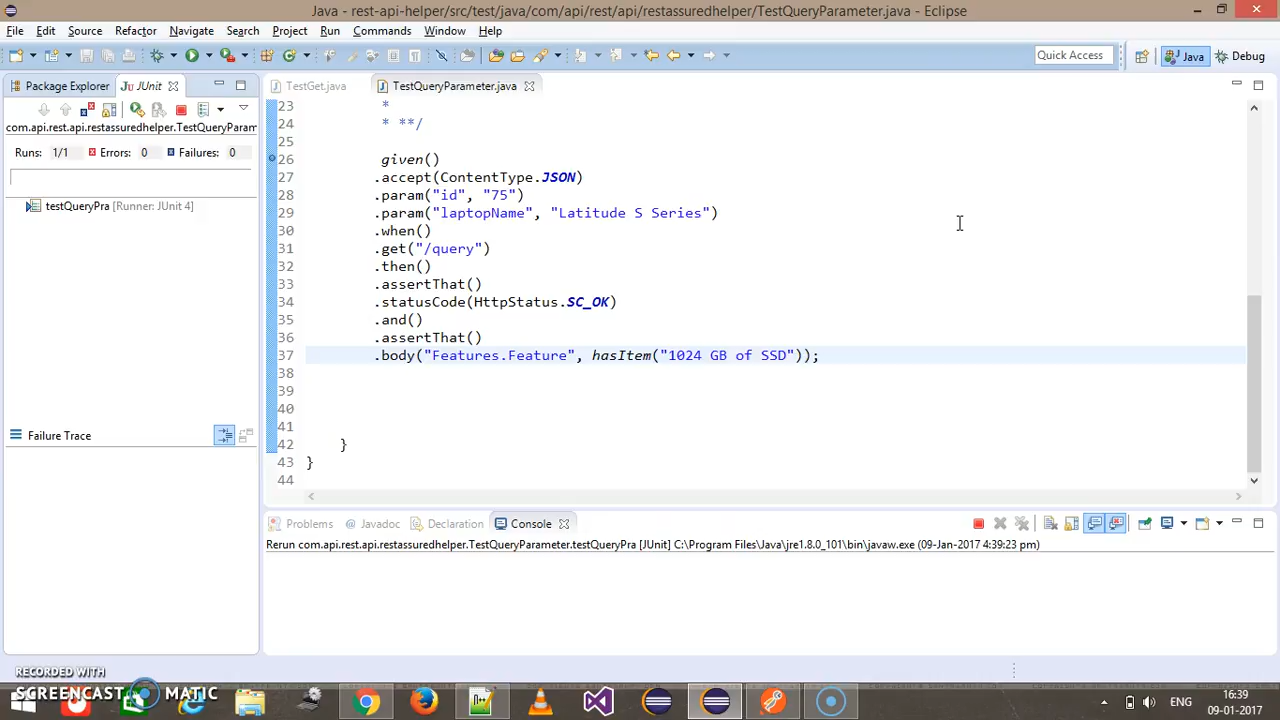 Java - rest-api-helper/src/test/java/com/api/rest/api/restassuredhelper/TestQueryParameter.java - Eclipse
File Edit Source Refactor Navigate Search Project Run Commands Window Help
Quick Access
Java
Debug
Package Explorer
JUnit
TestGet.java
TestQueryParameter.java
com.api.rest.api.restassuredhelper.TestQueryParam
Runs: 1/1 Errors: 0 Failures: 0
testQueryPra [Runner: JUnit 4]
Failure Trace
23 *
24 * **/
25
26 given()
27 .accept(ContentType.JSON)
28 .param("id", "75")
29 .param("laptopName", "Latitude S Series")
30 .when()
31 .get("/query")
32 .then()
33 .assertThat()
34 .statusCode(HttpStatus.SC_OK)
35 .and()
36 .assertThat()
37 .body("Features.Feature", hasItem("1024 GB of SSD"));
38
39
40
41
42 }
43 }
44
Problems Javadoc Declaration Console
Rerun com.api.rest.api.restassuredhelper.TestQueryParameter.testQueryPra [JUnit] C:\Program Files\Java\jre1.8.0_101\bin\javaw.exe (09-Jan-2017 4:39:23 pm)
RECORDED WITH
SCREENCAST MATIC
ENG
16:39
09-01-2017